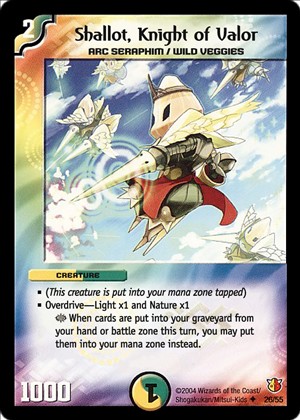 2
Shallot, Knight of Valor
ARC SERAPHIM / WILD VEGGIES
CREATURE
• (This creature is put into your mana zone tapped)
• Overdrive—Light x1 and Nature x1
When cards are put into your graveyard from
your hand or battle zone this turn, you may put
them into your mana zone instead.
1000
1
©2004 Wizards of the Coast/
Shogakukan/Mitsui-Kids ♦ 26/55